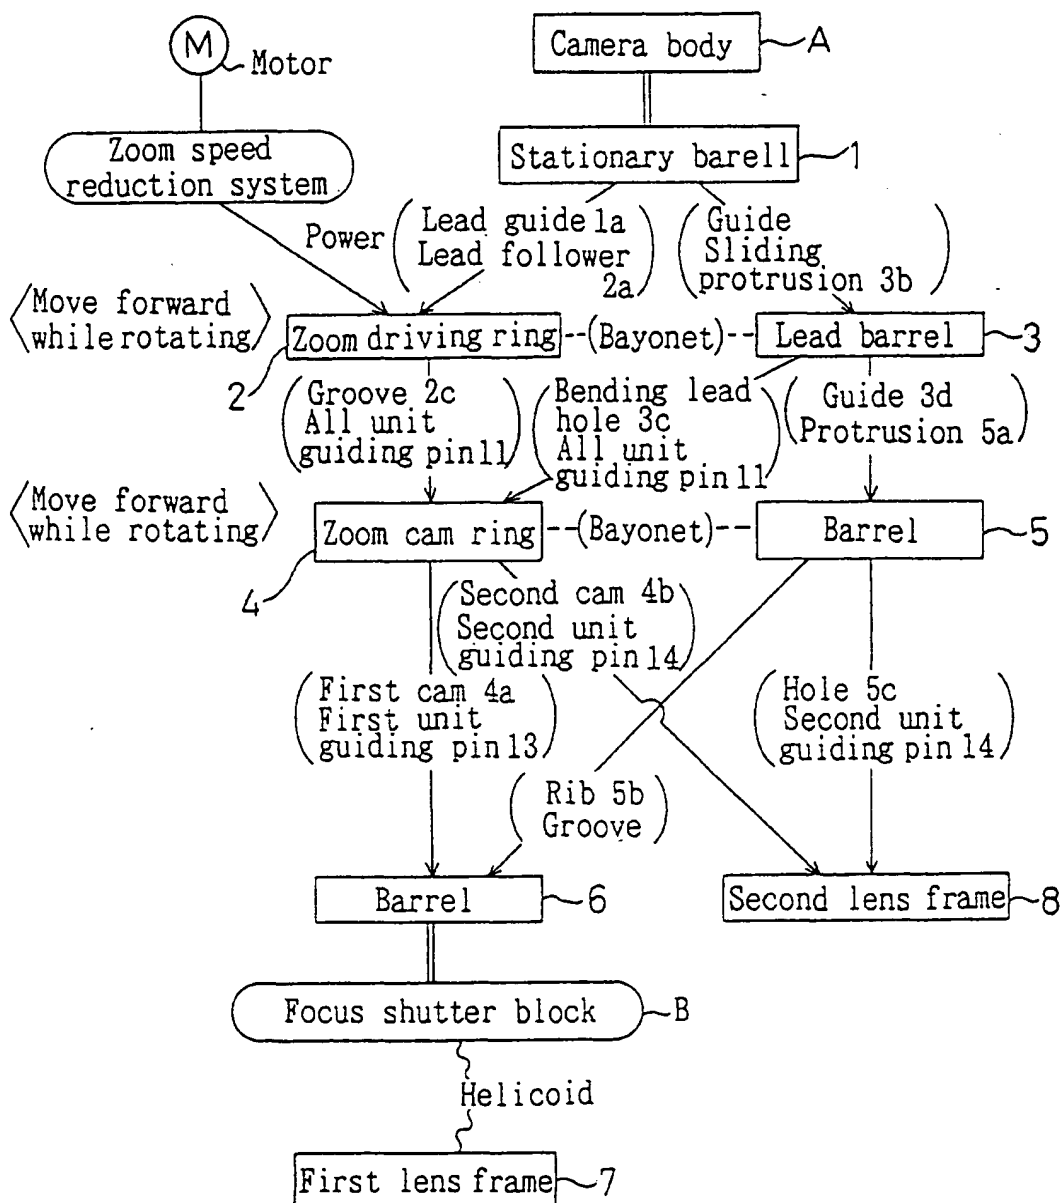 M
Motor
Camera body
A
Zoom speed
reduction system
Stationary barell
1
Power
Lead guide 1a
Lead follower
2a
Guide
Sliding
protrusion 3b
Move forward
while rotating
Zoom driving ring
(Bayonet)
Lead barrel
3
2
Groove 2c
All unit
guiding pin 11
Bending lead
hole 3c
All unit
guiding pin 11
Guide 3d
Protrusion 5a
Move forward
while rotating
Zoom cam ring
(Bayonet)
Barrel
5
4
Second cam 4b
Second unit
guiding pin 14
First cam 4a
First unit
guiding pin 13
Hole 5c
Second unit
guiding pin 14
Rib 5b
Groove
Barrel
6
Second lens frame
8
Focus shutter block
B
Helicoid
First lens frame
7